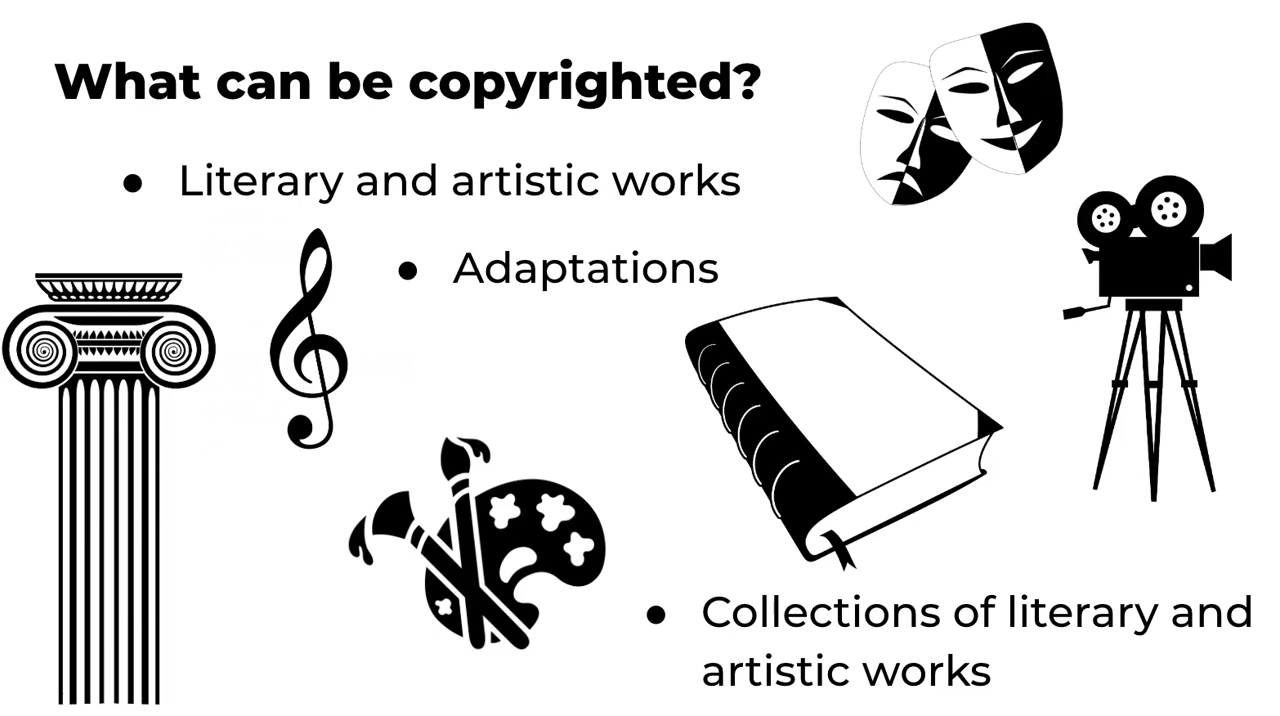 What can be copyrighted?
● Literary and artistic works
● Adaptations
● Collections of literary and
artistic works